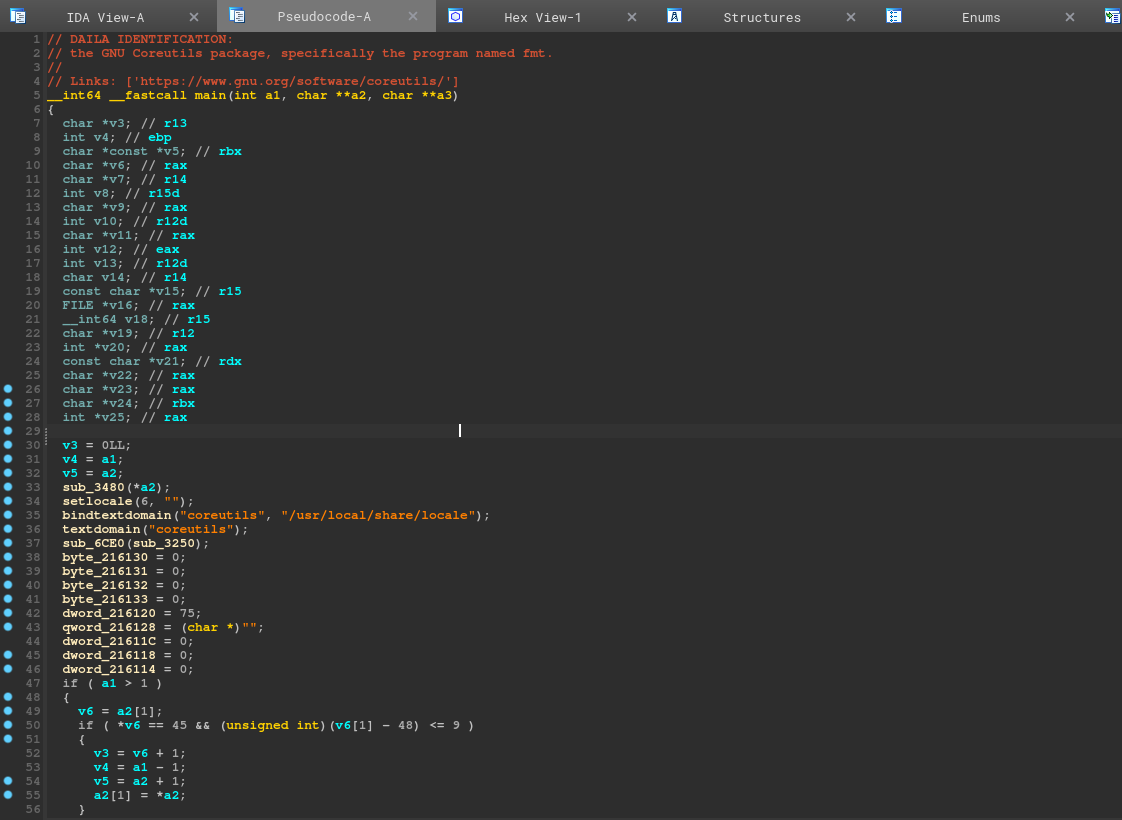 IDA View-A
Pseudocode-A
Hex View-1
Structures
Enums
1 // DAILA IDENTIFICATION:
2 // the GNU Coreutils package, specifically the program named fmt.
3 //
4 // Links: ['https://www.gnu.org/software/coreutils/']
5 __int64 __fastcall main(int a1, char **a2, char **a3)
6 {
7 char *v3; // r13
8 int v4; // ebp
9 char *const *v5; // rbx
10 char *v6; // rax
11 char *v7; // r14
12 int v8; // r15d
13 char *v9; // rax
14 int v10; // r12d
15 char *v11; // rax
16 int v12; // eax
17 int v13; // r12d
18 char v14; // r14
19 const char *v15; // r15
20 FILE *v16; // rax
21 __int64 v18; // r15
22 char *v19; // r12
23 int *v20; // rax
24 const char *v21; // rdx
25 char *v22; // rax
26 char *v23; // rax
27 char *v24; // rbx
28 int *v25; // rax
29
30 v3 = 0LL;
31 v4 = a1;
32 v5 = a2;
33 sub_3480(*a2);
34 setlocale(6, "");
35 bindtextdomain("coreutils", "/usr/local/share/locale");
36 textdomain("coreutils");
37 sub_6CE0(sub_3250);
38 byte_216130 = 0;
39 byte_216131 = 0;
40 byte_216132 = 0;
41 byte_216133 = 0;
42 dword_216120 = 75;
43 qword_216128 = (char *)"";
44 dword_21611C = 0;
45 dword_216118 = 0;
46 dword_216114 = 0;
47 if ( a1 > 1 )
48 {
49 v6 = a2[1];
50 if ( *v6 == 45 && (unsigned int)(v6[1] - 48) <= 9 )
51 {
52 v3 = v6 + 1;
53 v4 = a1 - 1;
54 v5 = a2 + 1;
55 a2[1] = *a2;
56 }